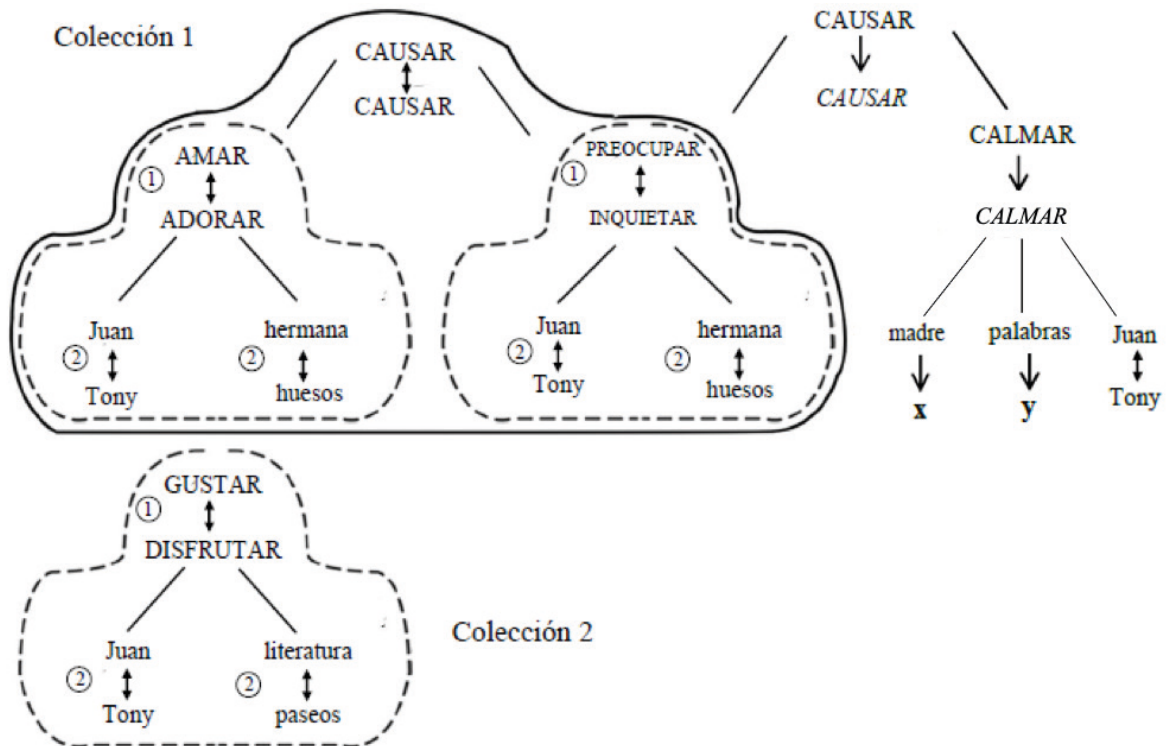 Colección 1
CAUSAR
CAUSAR
AMAR
①
ADORAR
Juan
②
Tony
hermana
②
huesos
PREOCUPAR
①
INQUIETAR
Juan
②
Tony
hermana
②
huesos
CAUSAR
CAUSAR
CALMAR
CALMAR
madre
x
palabras
y
Juan
Tony
GUSTAR
①
DISFRUTAR
Juan
②
Tony
literatura
②
paseos
Colección 2